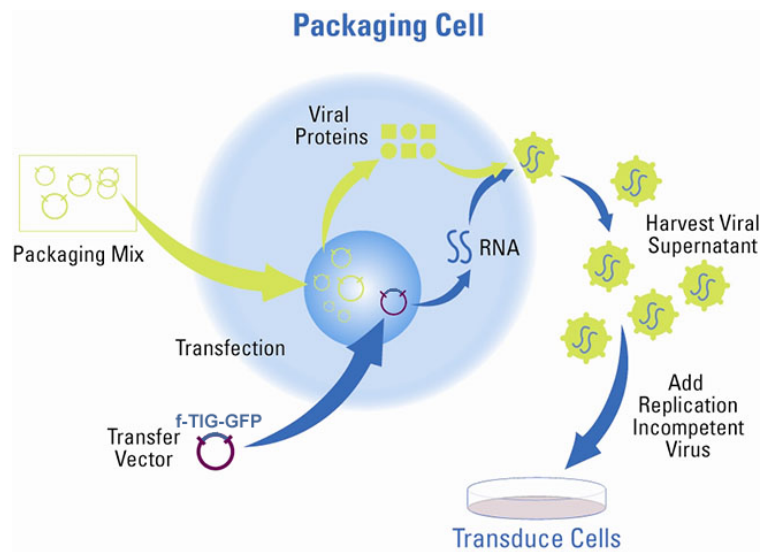 Packaging Cell
Viral
Proteins
Packaging Mix
RNA
Harvest Viral
Supernatant
Transfection
f-TIG-GFP
Transfer
Vector
Add
Replication
Incompetent
Virus
Transduce Cells